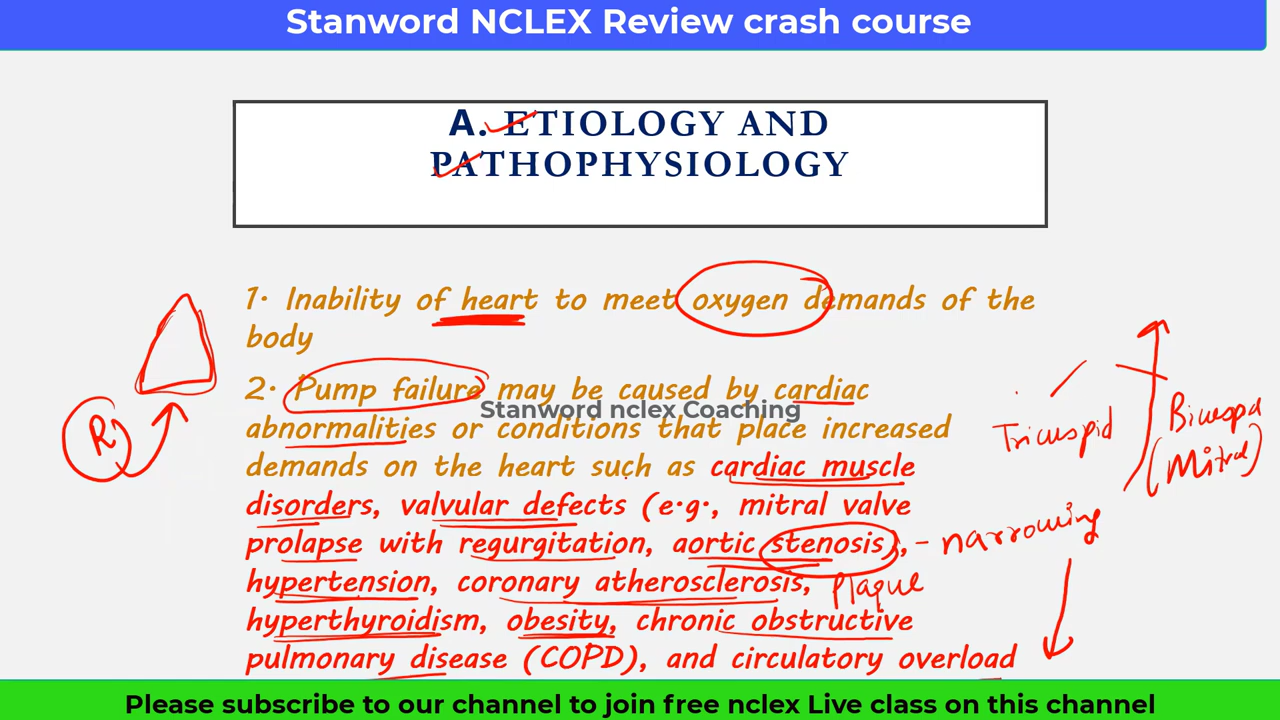 Stanword NCLEX Review crash course
A. ETIOLOGY AND
PATHOPHYSIOLOGY
1. Inability of heart to meet oxygen demands of the
body
2. Pump failure may be caused by cardiac
Stanword nclex Coaching
abnormalities or conditions that place increased
demands on the heart such as cardiac muscle
disorders, valvular defects (e.g., mitral valve
prolapse with regurgitation, aortic stenosis), - narrowing
hypertension, coronary atherosclerosis, plaque
hyperthyroidism, obesity, chronic obstructive
pulmonary disease (COPD), and circulatory overload
R
Tricuspid
(Mitral)
Please subscribe to our channel to join free nclex Live class on this channel